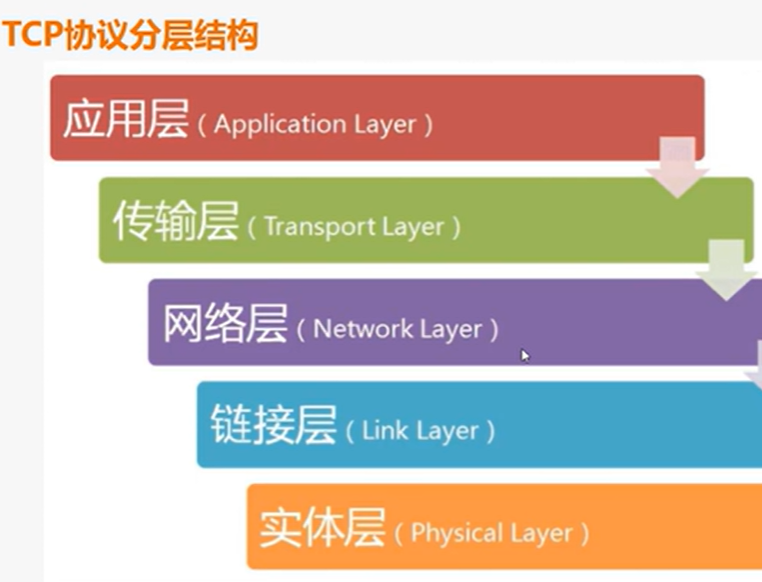 TCP协议分层结构
应用层（Application Layer）
传输层（Transport Layer）
网络层（Network Layer）
链接层（Link Layer）
实体层（Physical Layer）